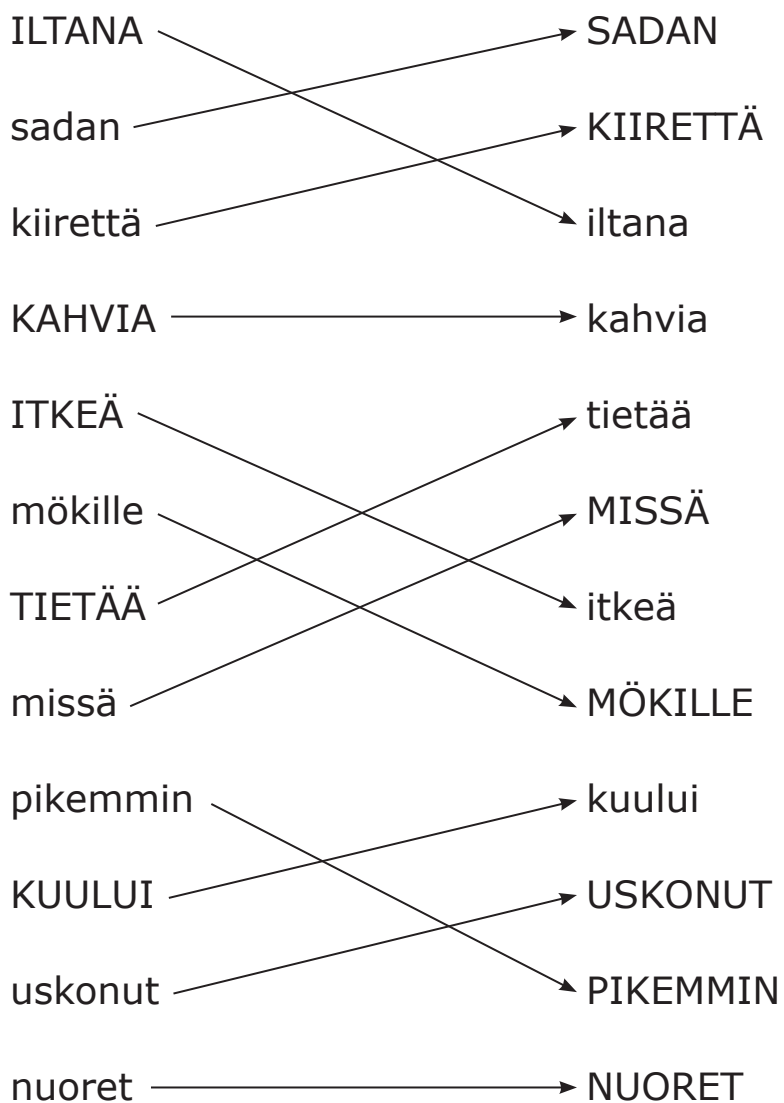 ILTANA SADAN
sadan KIIRETTÄ
kiirettä iltana
KAHVIA kahvia
ITKEÄ tietää
mökille MISSÄ
TIETÄÄ itkeä
missä MÖKILLE
pikemmin kuului
KUULUI USKONUT
uskonut PIKEMMIN
nuoret NUORET